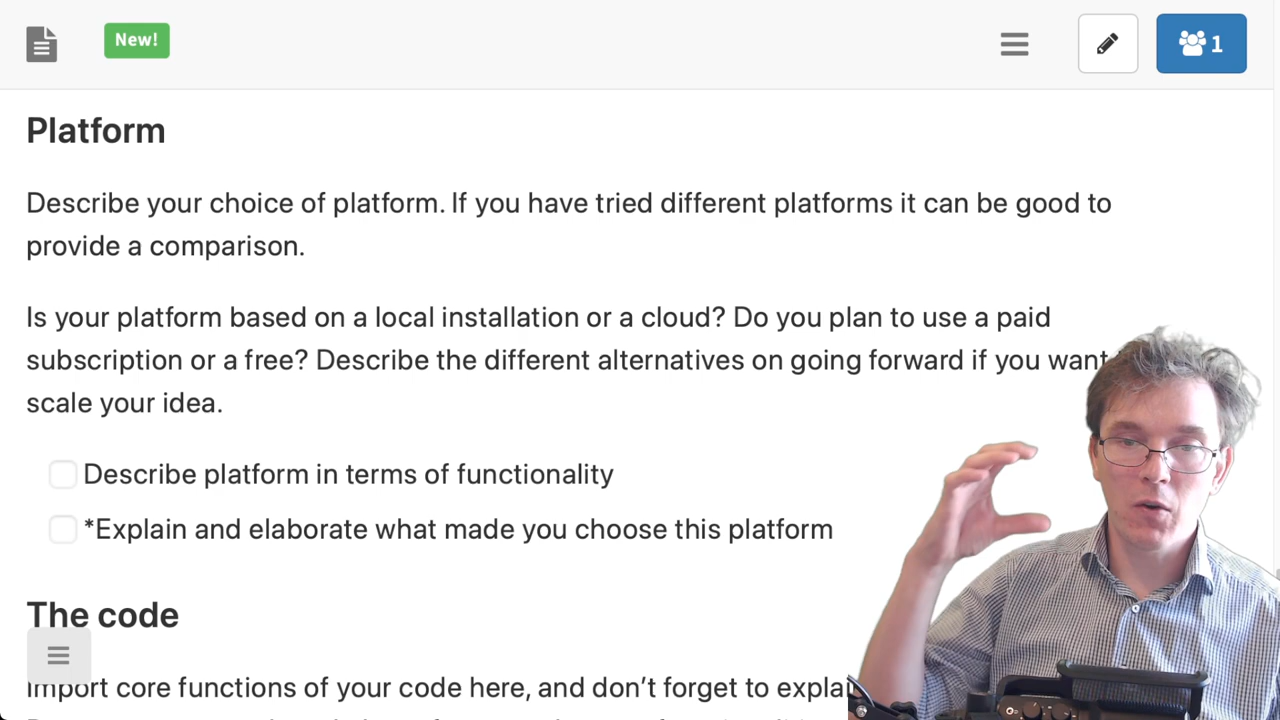 New!
1
Platform
Describe your choice of platform. If you have tried different platforms it can be good to
provide a comparison.
Is your platform based on a local installation or a cloud? Do you plan to use a paid
subscription or a free? Describe the different alternatives on going forward if you want
scale your idea.
Describe platform in terms of functionality
*Explain and elaborate what made you choose this platform
The code
Import core functions of your code here, and don't forget to